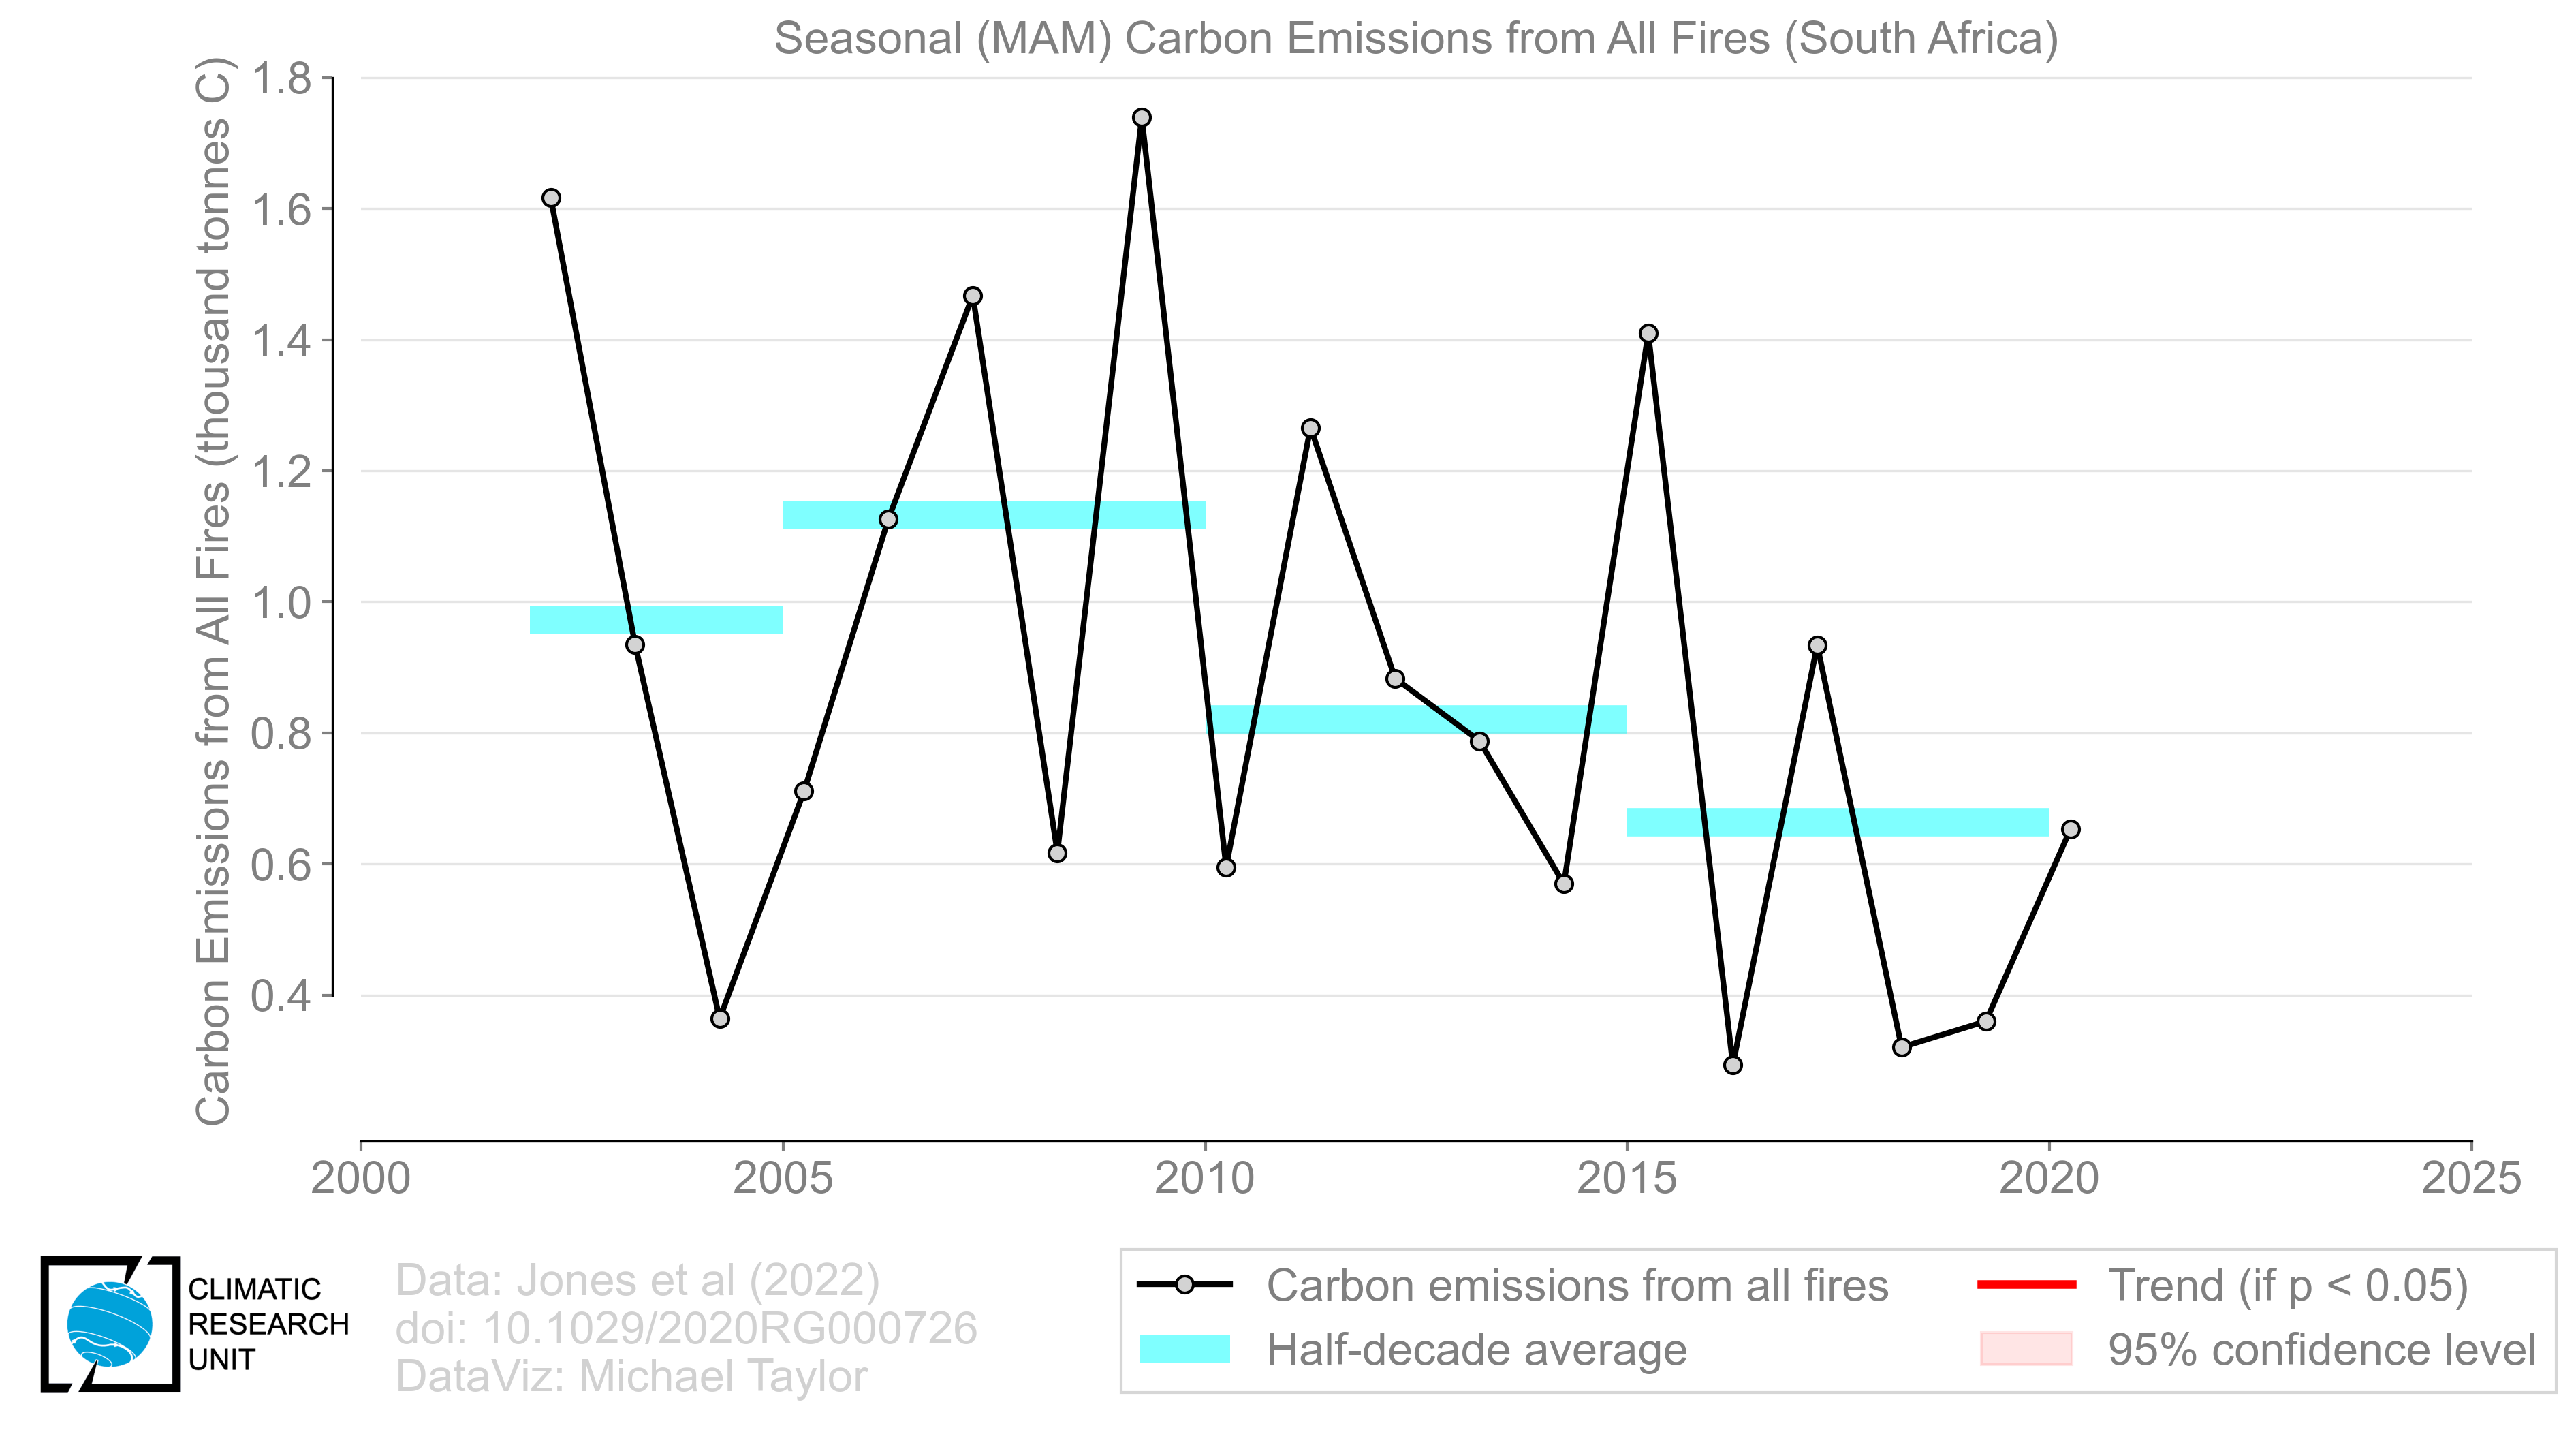 Seasonal (MAM) Carbon Emissions from All Fires (South Africa)
Carbon Emissions from All Fires (thousand tonnes C)
1.8
1.6
1.4
1.2
1.0
0.8
0.6
0.4
2000
2005
2010
2015
2020
2025
CLIMATIC
RESEARCH
UNIT
Data: Jones et al (2022)
doi: 10.1029/2020RG000726
DataViz: Michael Taylor
Carbon emissions from all fires
Half-decade average
Trend (if p < 0.05)
95% confidence level